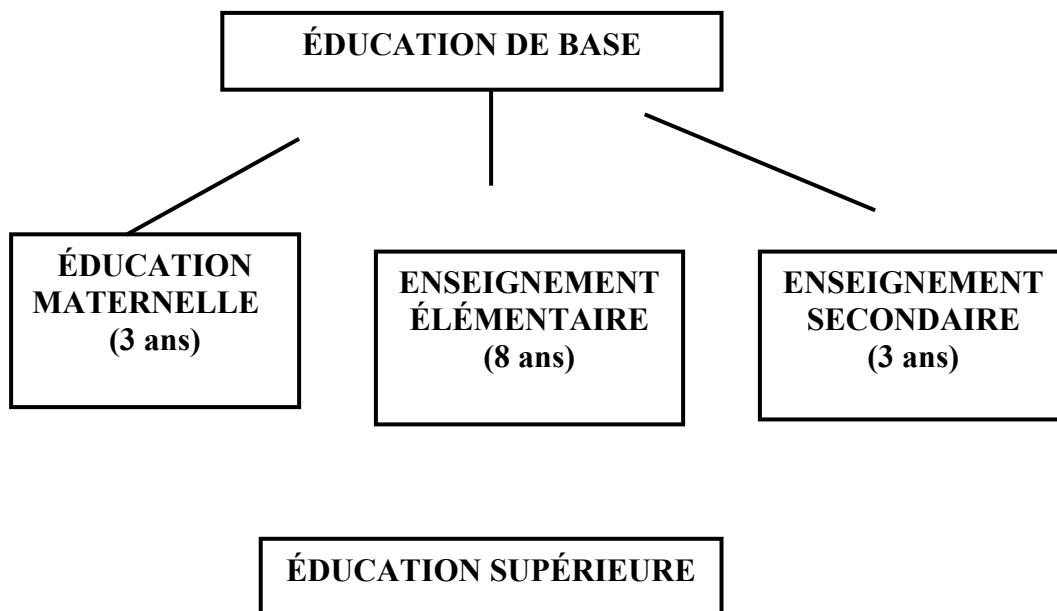 ÉDUCATION DE BASE
ÉDUCATION
MATERNELLE
(3 ans)
ENSEIGNEMENT
ÉLÉMENTAIRE
(8 ans)
ENSEIGNEMENT
SECONDAIRE
(3 ans)
ÉDUCATION SUPÉRIEURE